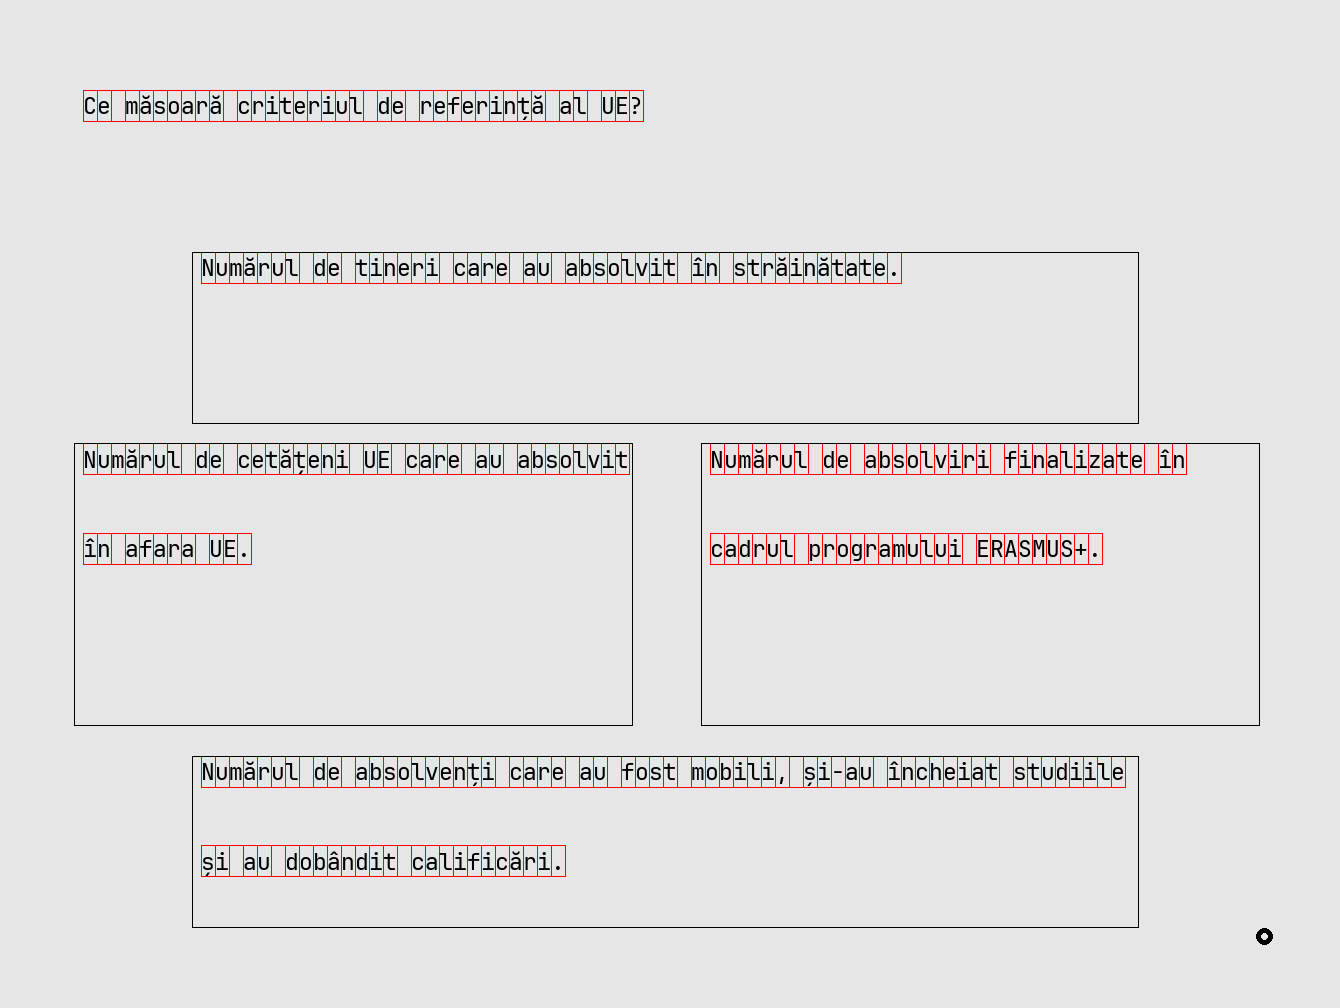 Ce măsoară criteriul de referință al UE?
Numărul de tineri care au absolvit în străinătate.
Numărul de cetățeni UE care au absolvit
în afara UE.
Numărul de absolviri finalizate în
cadrul programului ERASMUS+.
Numărul de absolvenți care au fost mobili, și-au încheiat studiile
și au dobândit calificări.